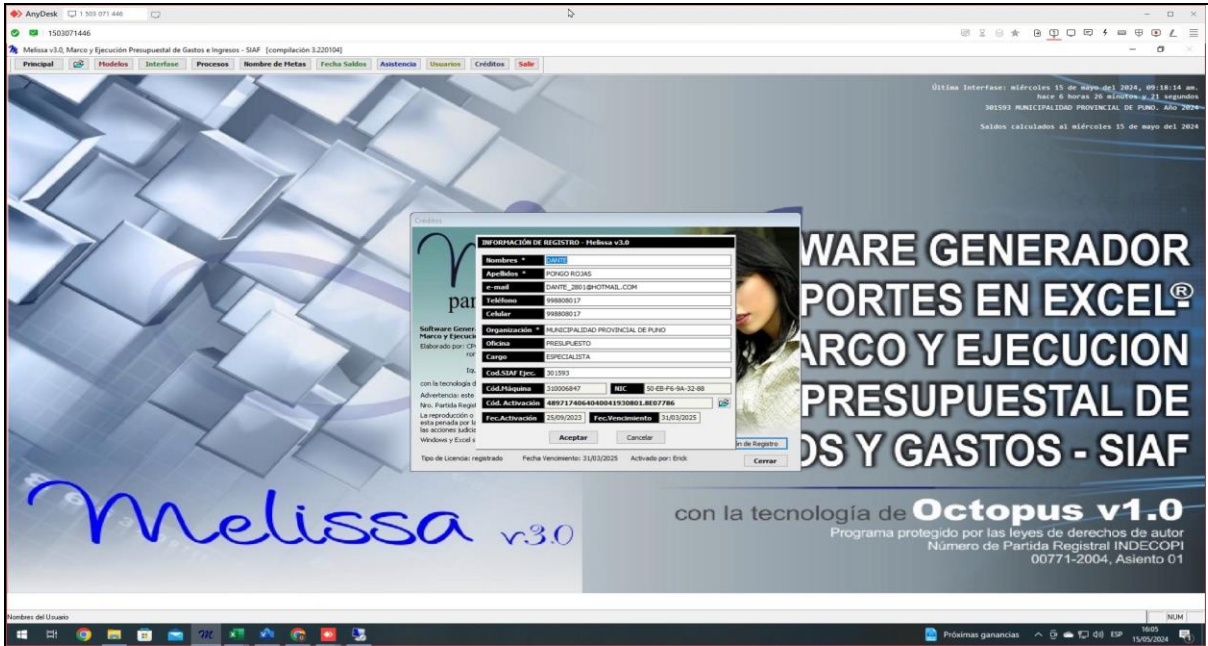 AnyDesk 1 503 071 446
1503071446
Melissa v3.0, Marco y Ejecución Presupuestal de Gastos e Ingresos - SIAF [compilación 3.220104]
Principal Modelos Interfase Procesos Nombre de Metas Fecha Saldos Asistencia Usuarios Créditos Salir
Última Interfase: miércoles 15 de mayo del 2024, 09:18:14 am.
hace 6 horas 26 minutos y 21 segundos
301593 MUNICIPALIDAD PROVINCIAL DE PUNO. Año 2024
Saldos calculados al miércoles 15 de mayo del 2024
Créditos
INFORMACIÓN DE REGISTRO - Melissa v3.0
Nombres * DANTE
Apellidos * PONGO ROJAS
e-mail DANTE_2801@HOTMAIL.COM
Teléfono 998808017
Celular 998808017
Organización * MUNICIPALIDAD PROVINCIAL DE PUNO
Oficina PRESUPUESTO
Cargo ESPECIALISTA
Cod.SIAF Ejec. 301593
Cód.Máquina 310006847 NIC 50-EB-F6-9A-32-88
Cód. Activación 4897174064040041930801.BE07786
Fec.Activación 25/09/2023 Fec.Vencimiento 31/03/2025
Aceptar Cancelar
par
Software Gener
Marco y Ejecuci
Elaborado por: CP
con la tecnología d
Advertencia: este
Nro. Partida Regist
La reproducción o
esta penada por la
las acciones judicia
Windows y Excel s
ón de Registro
Tipo de Licencia: registrado Fecha Vencimiento: 31/03/2025 Activado por: Erick
Cerrar
WARE GENERADOR
PORTES EN EXCEL®
ARCO Y EJECUCION
PRESUPUESTAL DE
OS Y GASTOS - SIAF
Melissa v3.0
con la tecnología de Octopus v1.0
Programa protegido por las leyes de derechos de autor
Número de Partida Registral INDECOPI
00771-2004, Asiento 01
Nombres del Usuario NUM
Próximas ganancias ESP 16:05
15/05/2024